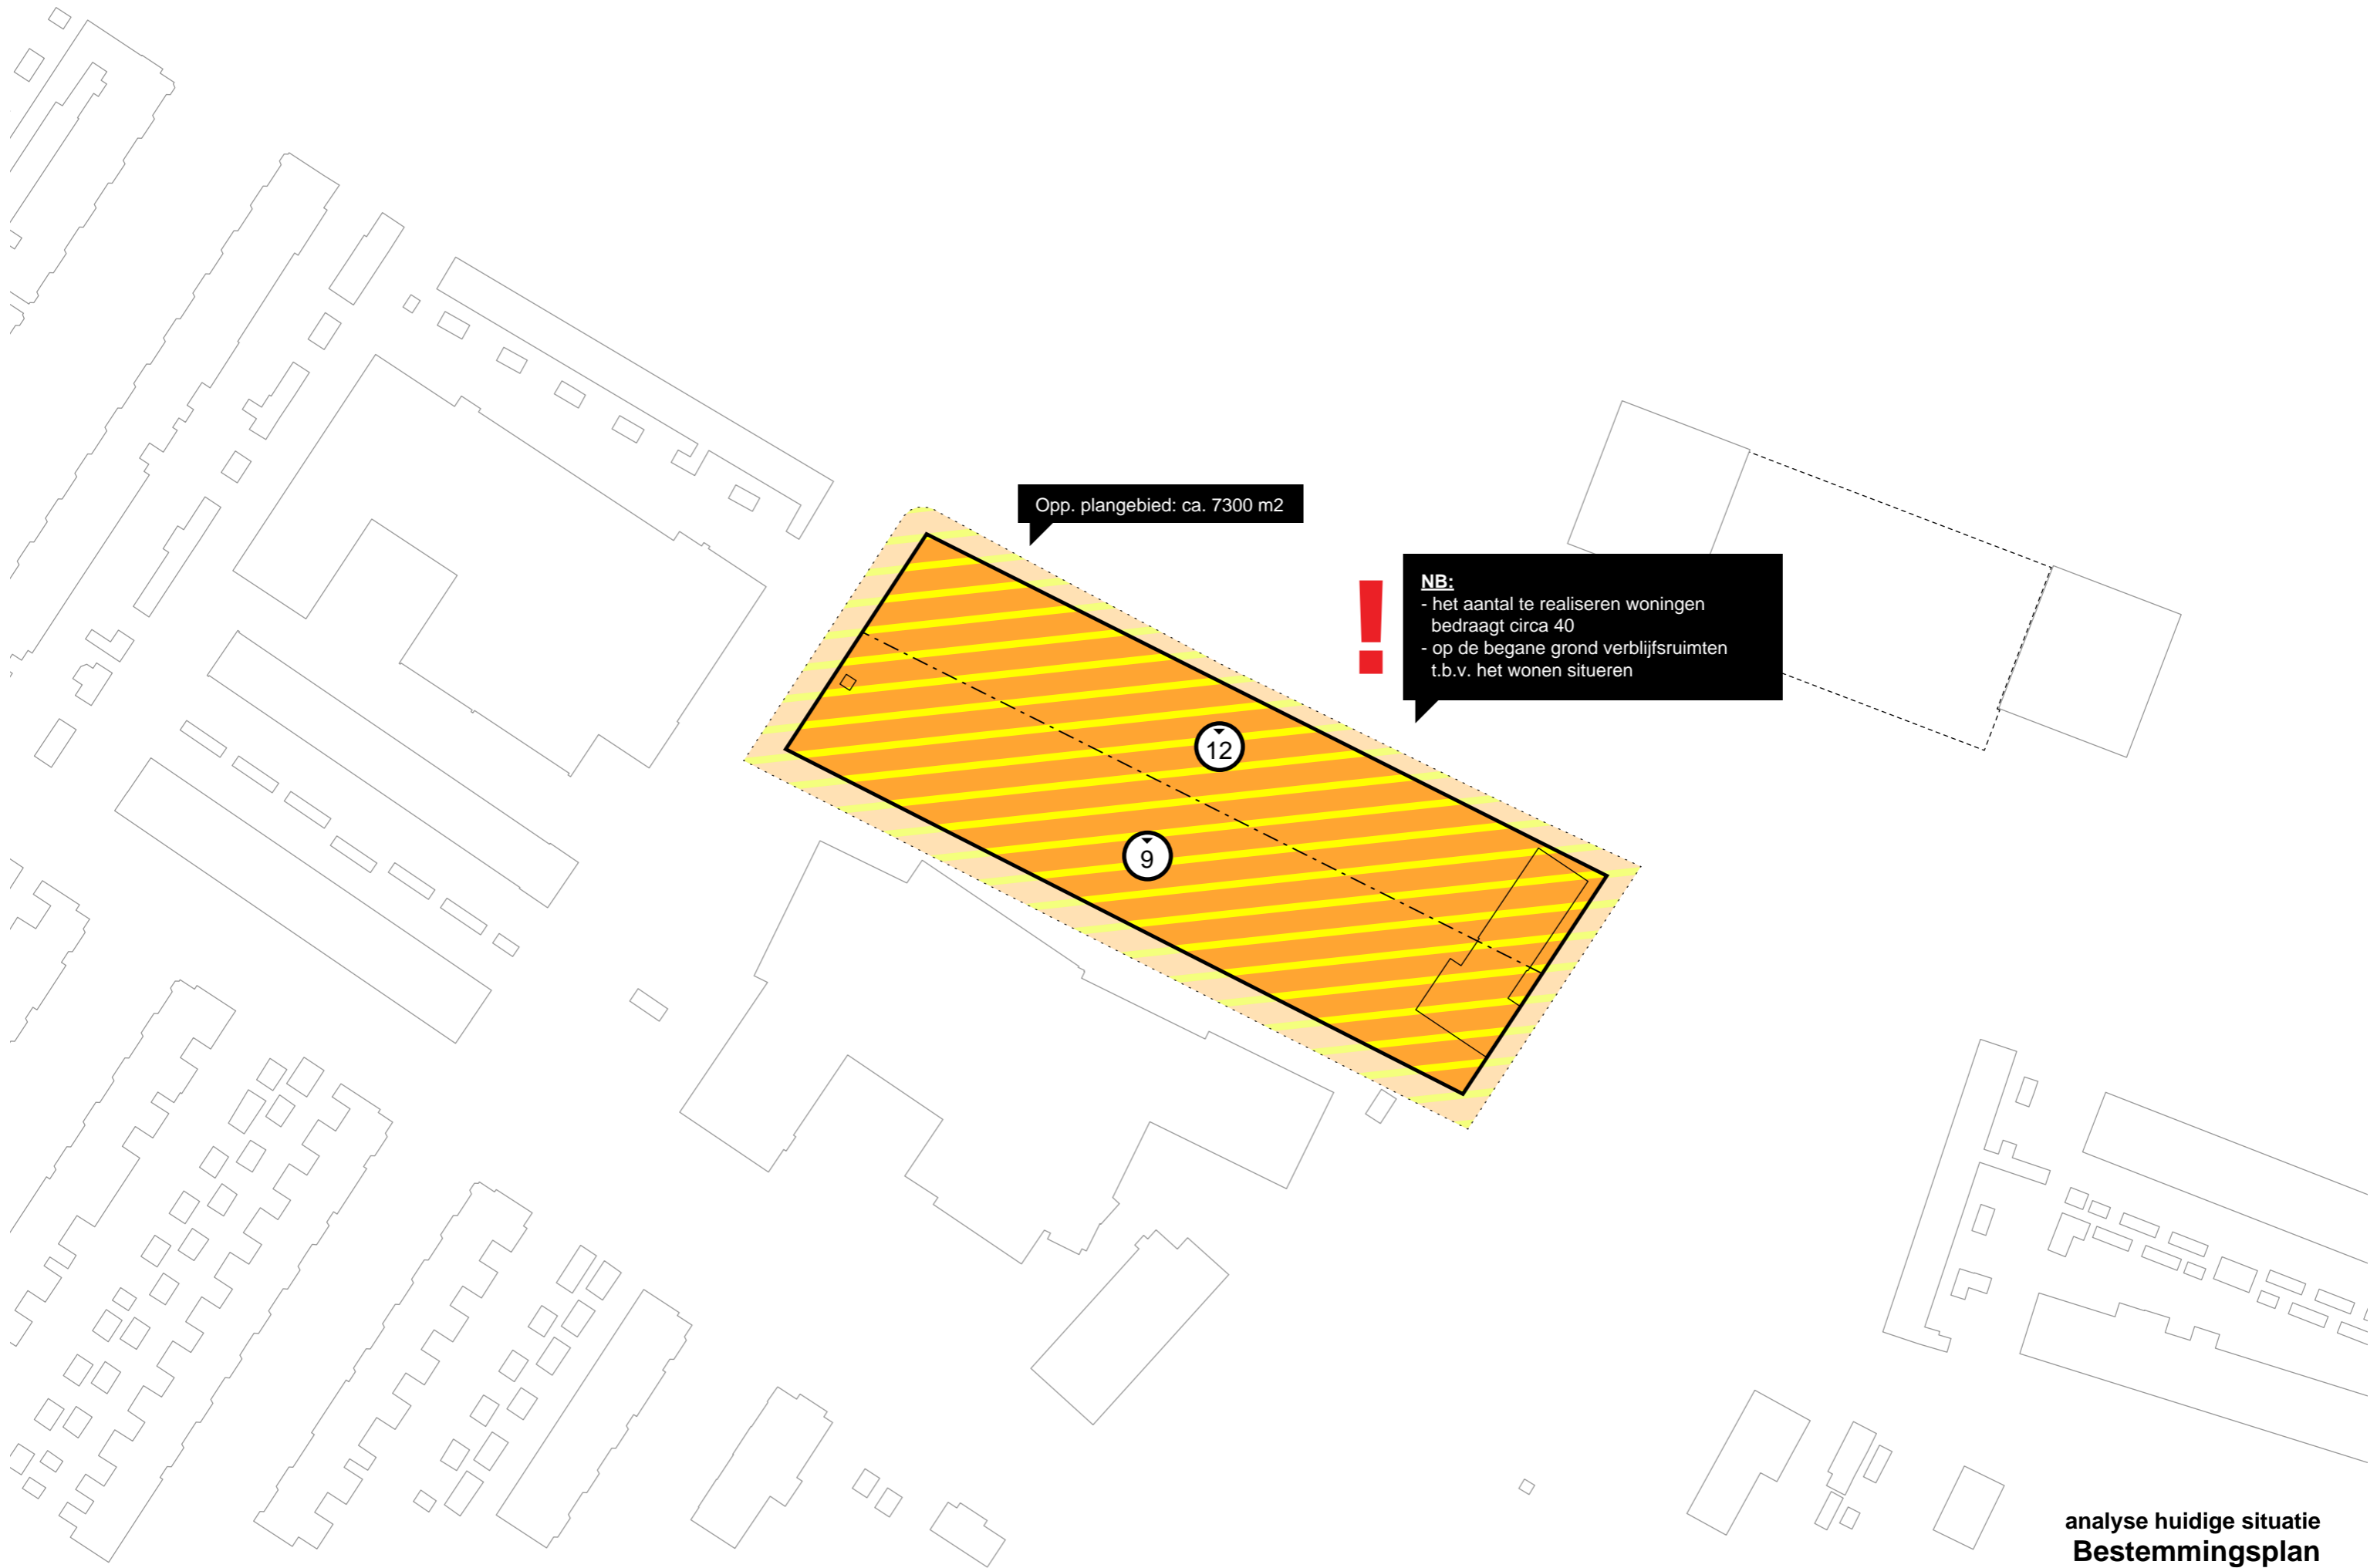 Opp. plangebied: ca. 7300 m2
!
NB:
- het aantal te realiseren woningen
bedraagt circa 40
- op de begane grond verblijfsruimten
t.b.v. het wonen situeren
12
9
analyse huidige situatie
Bestemmingsplan